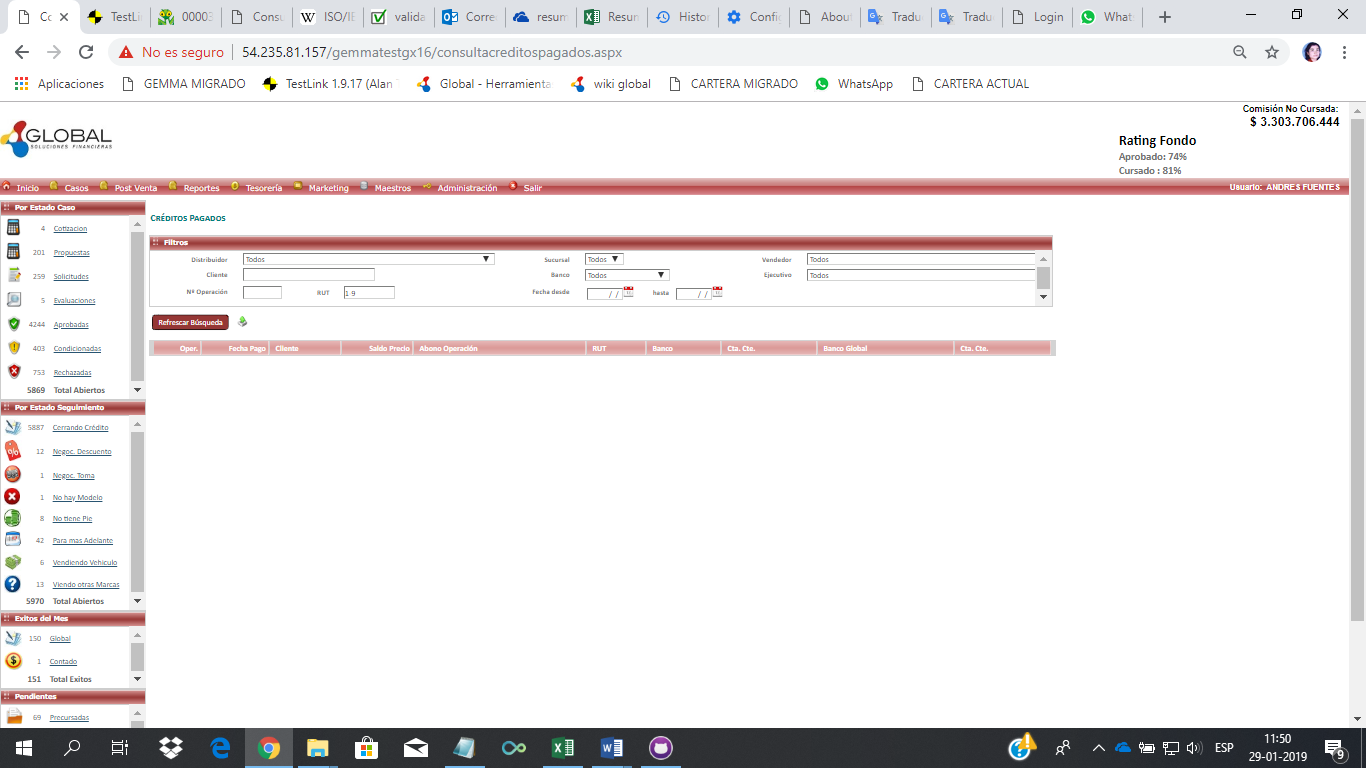 Cc
TestLink
00003
Consu
ISO/IE
valida
Corre
resum
Resun
Histor
Config
About
Tradu
Tradu
Login
What
No es seguro
54.235.81.157/gemmatestgx16/consultacreditospagados.aspx
Aplicaciones
GEMMA MIGRADO
TestLink 1.9.17 (Alan
Global - Herramienta
wiki global
CARTERA MIGRADO
WhatsApp
CARTERA ACTUAL
Comisión No Cursada:
$ 3.303.706.444
GLOBAL
SOLUCIONES FINANCIERAS
Rating Fondo
Aprobado: 74%
Cursado : 81%
Inicio Casos Post Venta Reportes Tesorería Marketing Maestros Administración Salir
Usuario: ANDRES FUENTES
Por Estado Caso
4 Cotizacion
201 Propuestas
259 Solicitudes
5 Evaluaciones
4244 Aprobadas
403 Condicionadas
753 Rechazadas
5869 Total Abiertos
Por Estado Seguimiento
5887 Cerrando Crédito
12 Negoc. Descuento
1 Negoc. Toma
1 No hay Modelo
8 No tiene Pie
42 Para mas Adelante
6 Vendiendo Vehículo
13 Viendo otras Marcas
5970 Total Abiertos
Exitos del Mes
150 Global
1 Contado
151 Total Exitos
Pendientes
69 Precursadas
CRÉDITOS PAGADOS
Filtros
Distribuidor Todos Sucursal Todos Vendedor Todos
Cliente Banco Todos Ejecutivo Todos
Nº Operación RUT 1 9 Fecha desde / / hasta / /
Refrescar Búsqueda
Oper. Fecha Pago Cliente Saldo Precio Abono Operación RUT Banco Cta. Cte. Banco Global Cta. Cte.
ESP
11:50
29-01-2019
9